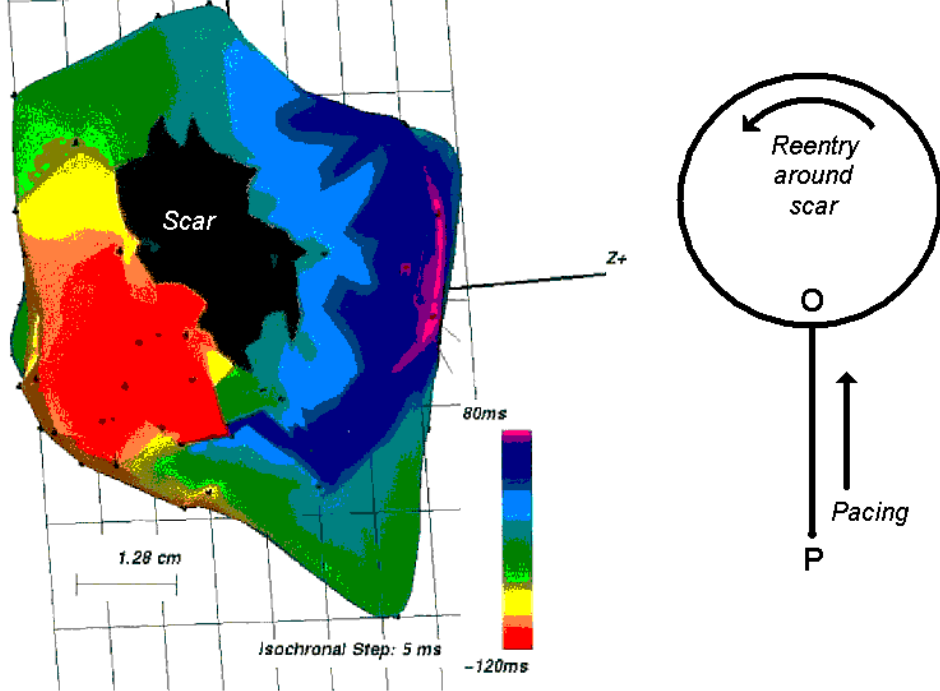 Scar
Z+
80ms
1.28 cm
Isochronal Step: 5 ms
-120ms
Reentry
around
scar
O
Pacing
P